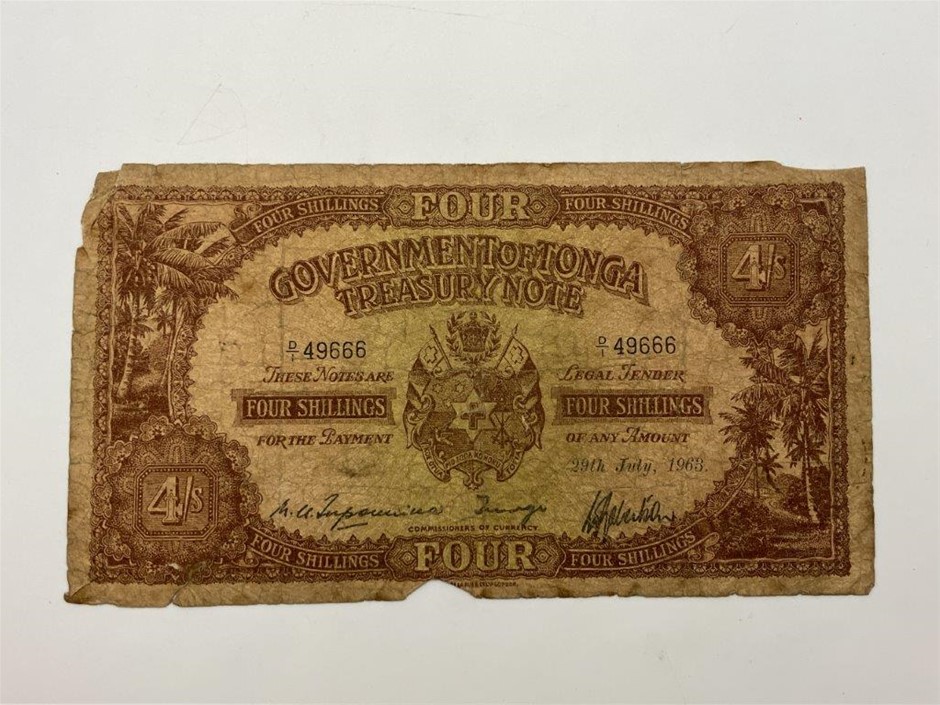 FOUR SHILLINGS FOUR FOUR SHILLINGS
4/s
GOVERNMENT OF TONGA
TREASURY NOTE
D/1 49666 D/1 49666
THESE NOTES ARE LEGAL TENDER
FOUR SHILLINGS FOUR SHILLINGS
FOR THE PAYMENT OF ANY AMOUNT
29th July, 1963.
4/s
COMMISSIONERS OF CURRENCY
FOUR SHILLINGS FOUR FOUR SHILLINGS